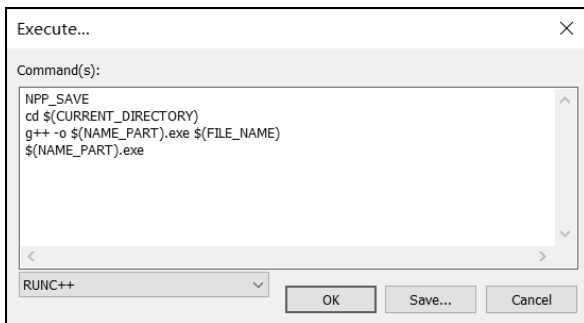 Execute...
Command(s):
NPP_SAVE
cd $(CURRENT_DIRECTORY)
g++ -o $(NAME_PART).exe $(FILE_NAME)
$(NAME_PART).exe
RUNC++
OK Save... Cancel